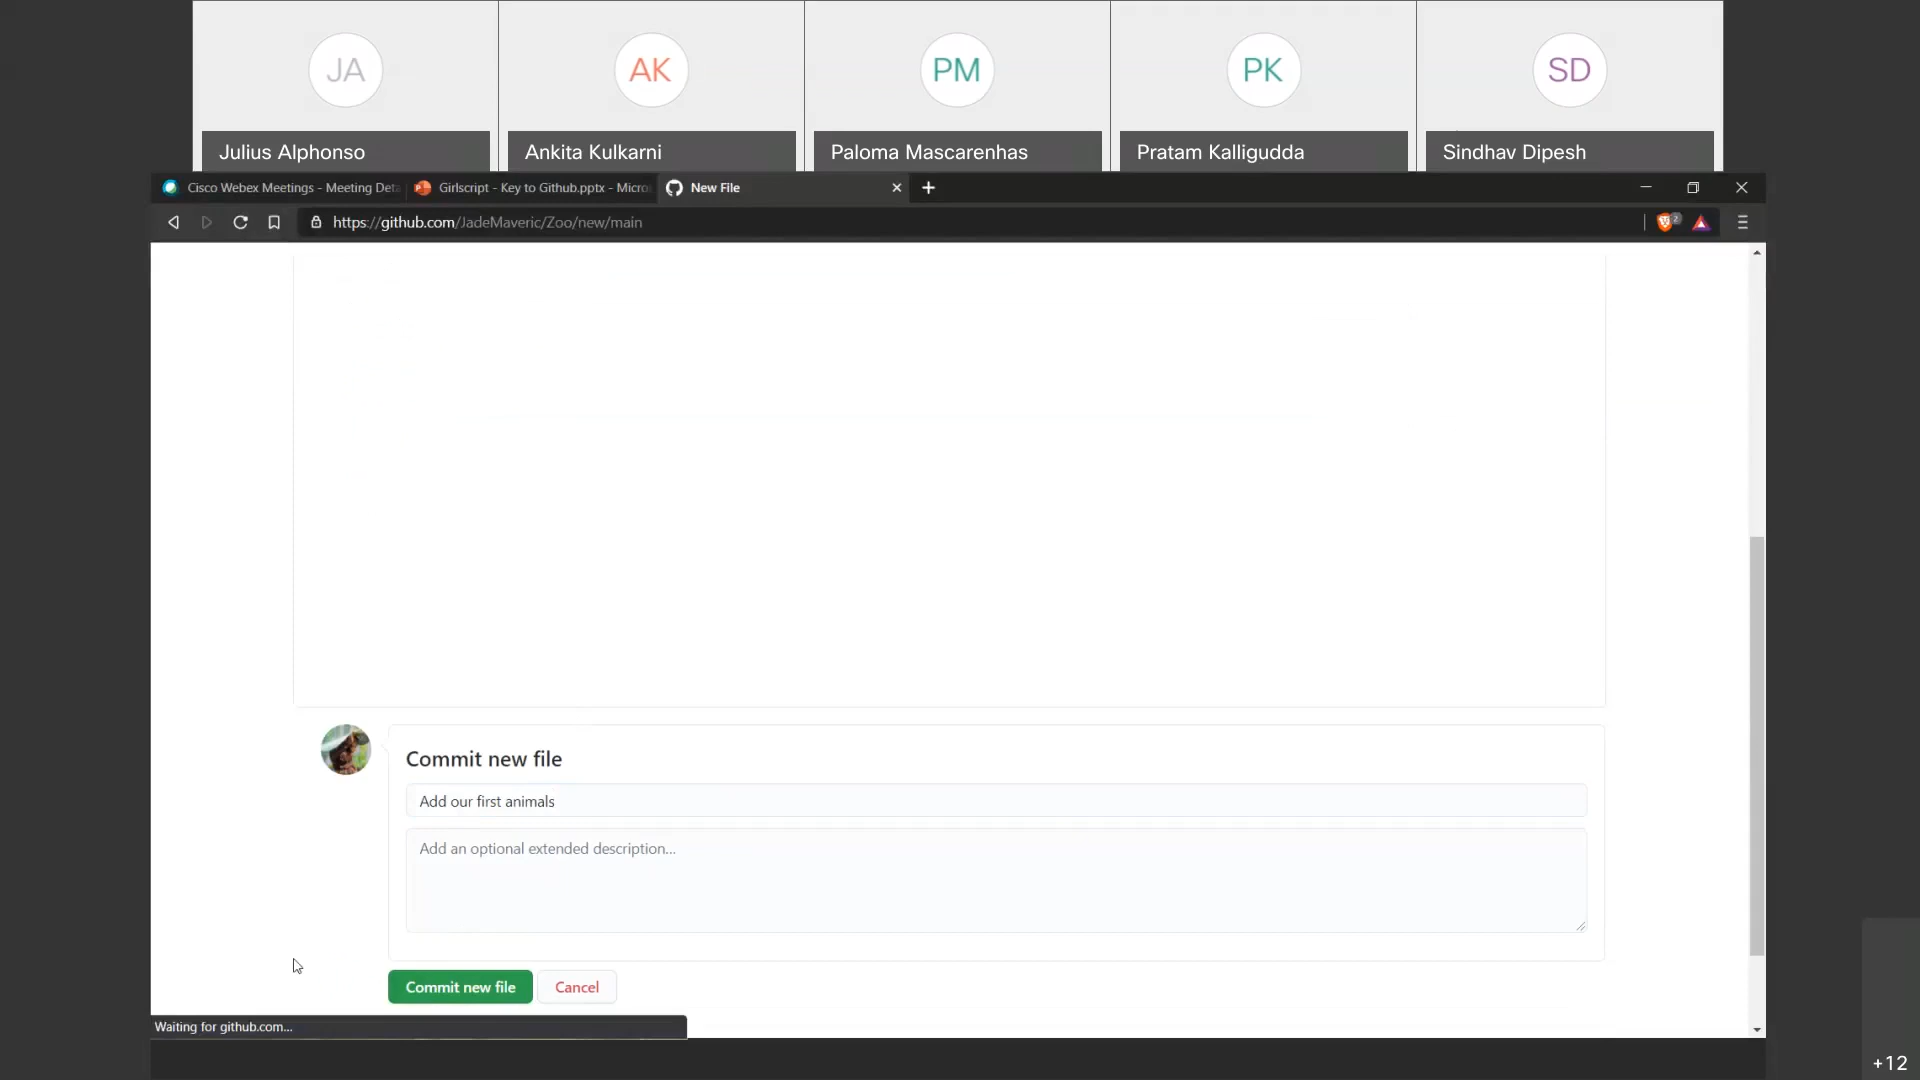 JA
AK
PM
PK
SD
Julius Alphonso
Ankita Kulkarni
Paloma Mascarenhas
Pratam Kalligudda
Sindhav Dipesh
Cisco Webex Meetings - Meeting Deta
Girlscript - Key to Github.pptx - Micro
New File
https://github.com/JadeMaveric/Zoo/new/main
2
Commit new file
Add our first animals
Add an optional extended description...
Commit new file
Cancel
Waiting for github.com...
+12